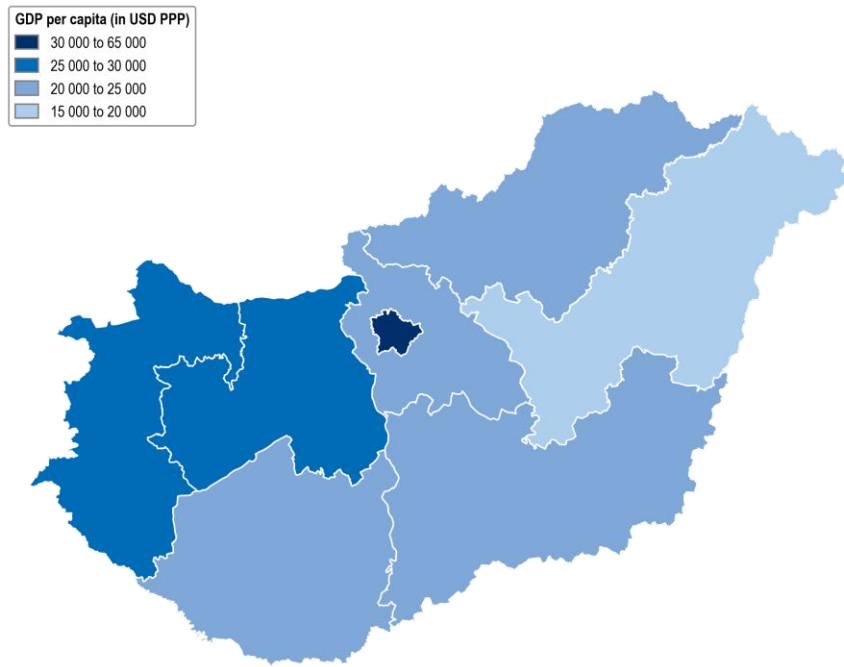 GDP per capita (in USD PPP)
30 000 to 65 000
25 000 to 30 000
20 000 to 25 000
15 000 to 20 000